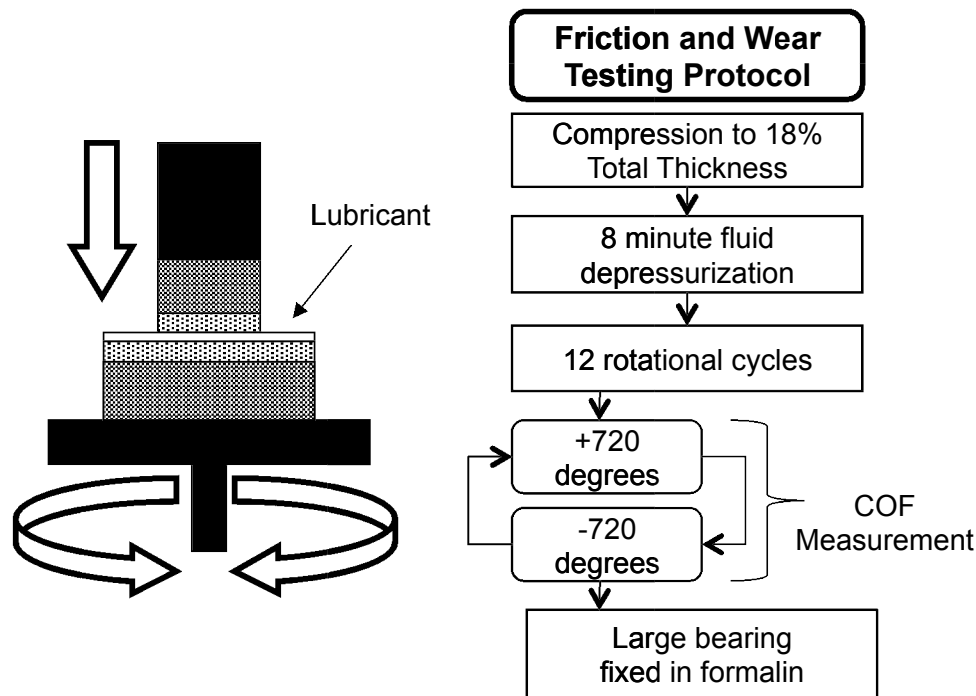 Friction and Wear
Testing Protocol
Compression to 18%
Total Thickness
Lubricant
8 minute fluid
depressurization
12 rotational cycles
+720
degrees
-720
degrees
COF
Measurement
Large bearing
fixed in formalin